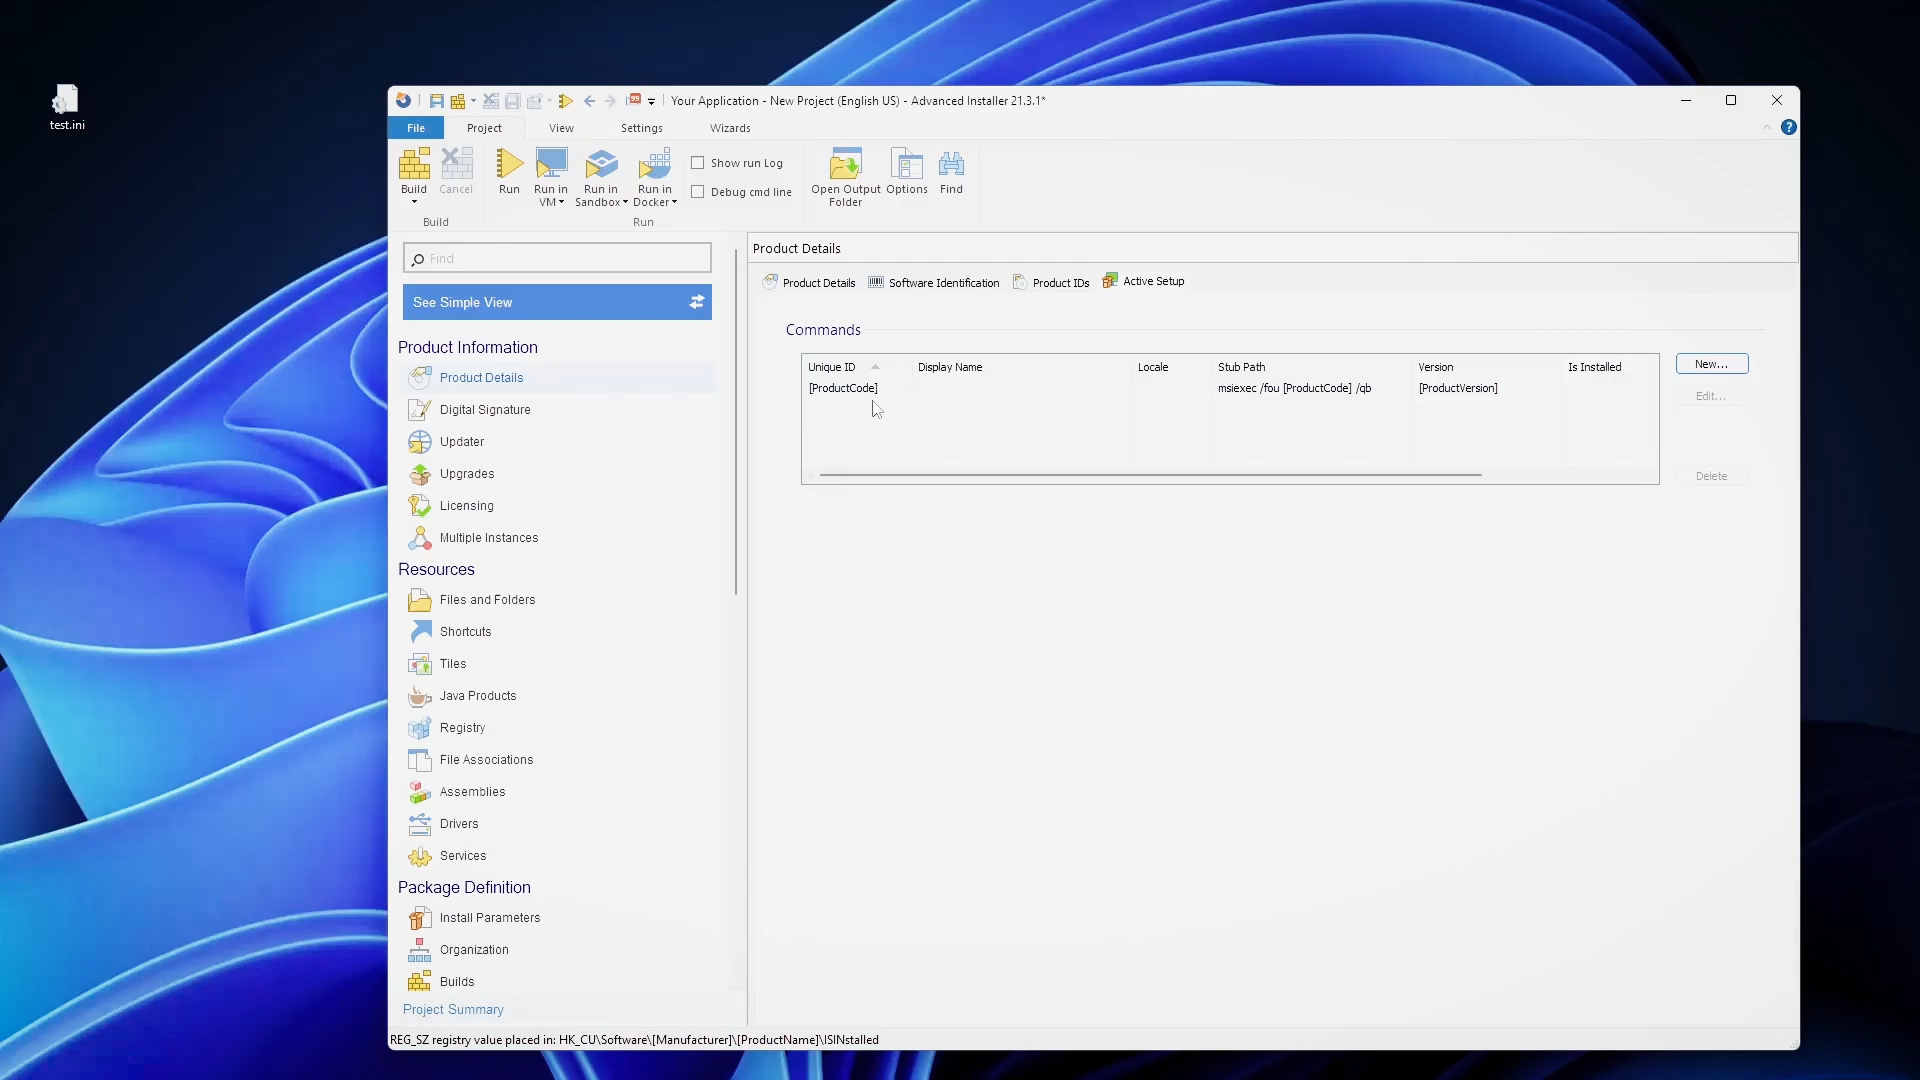 test.ini
99
Your Application - New Project (English US) - Advanced Installer 21.3.1*
File
Project
View
Settings
Wizards
?
Build
Cancel
Run
Run in
VM
Run in
Sandbox
Run in
Docker
Show run Log
Debug cmd line
Open Output
Folder
Options
Find
Build
Run
Find
See Simple View
Product Information
Product Details
Digital Signature
Updater
Upgrades
Licensing
Multiple Instances
Resources
Files and Folders
Shortcuts
Tiles
Java Products
Registry
File Associations
Assemblies
Drivers
Services
Package Definition
Install Parameters
Organization
Builds
Project Summary
Product Details
Product Details
Software Identification
Product IDs
Active Setup
Commands
Unique ID
Display Name
Locale
Stub Path
Version
Is Installed
[ProductCode]
msiexec /fou [ProductCode] /qb
[ProductVersion]
New...
Edit...
Delete
REG_SZ registry value placed in: HK_CU\Software\[Manufacturer]\[ProductName]\ISINstalled